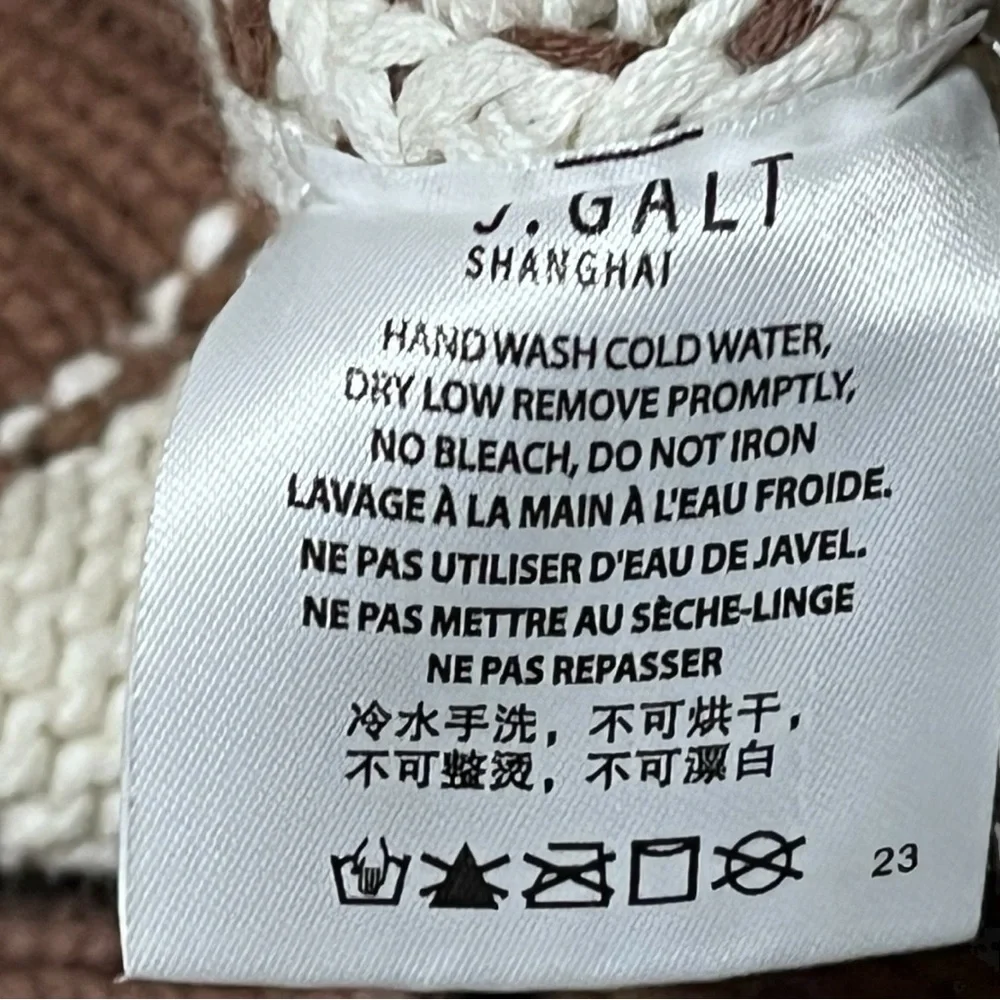 J. GALT
SHANGHAI
HAND WASH COLD WATER,
DRY LOW REMOVE PROMPTLY,
NO BLEACH, DO NOT IRON
LAVAGE À LA MAIN À L'EAU FROIDE.
NE PAS UTILISER D'EAU DE JAVEL.
NE PAS METTRE AU SÈCHE-LINGE
NE PAS REPASSER
冷水手洗，不可烘干，
不可整烫，不可漂白
23